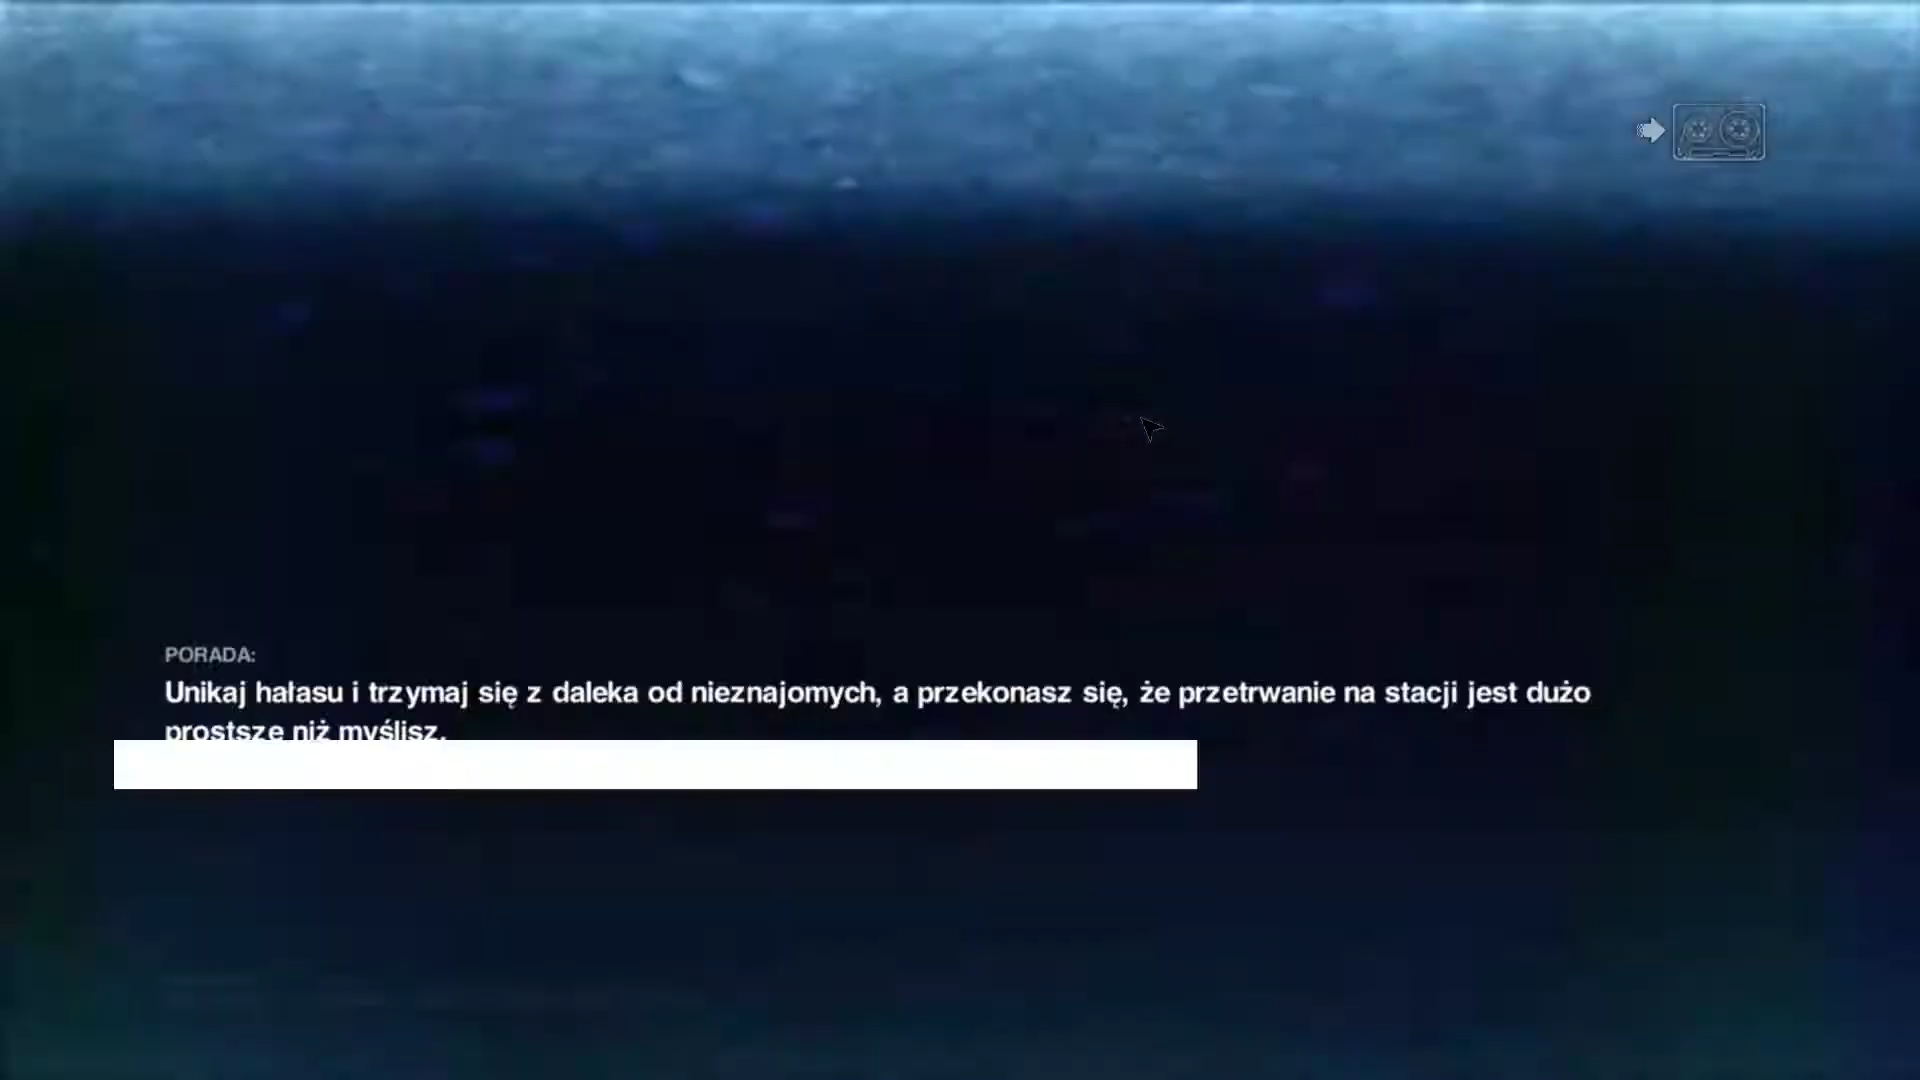 PORADA:
Unikaj hałasu i trzymaj się z daleka od nieznajomych, a przekonasz się, że przetrwanie na stacji jest dużo
prostsze niż myślisz.